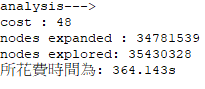 analysis--->
cost : 48
nodes expanded : 34781539
nodes explored: 35430328
所花費時間為: 364.143s